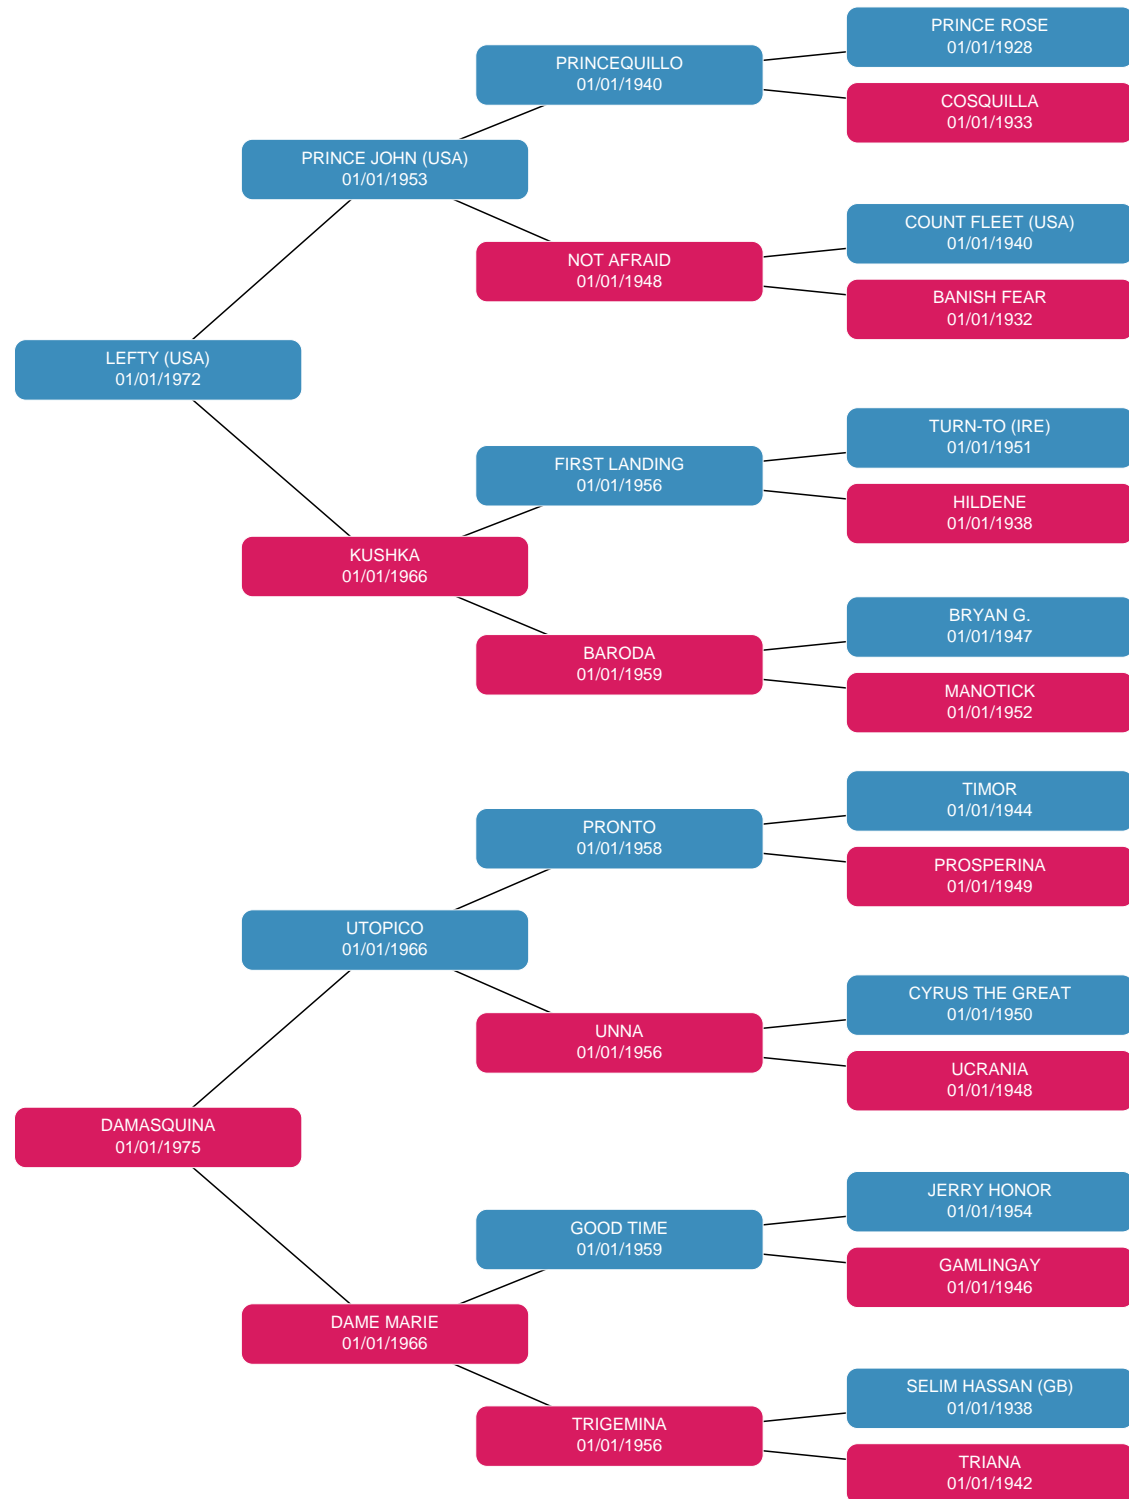 PRINCE ROSE
01/01/1928
PRINCEQUILLO
01/01/1940
COSQUILLA
01/01/1933
PRINCE JOHN (USA)
01/01/1953
COUNT FLEET (USA)
01/01/1940
NOT AFRAID
01/01/1948
BANISH FEAR
01/01/1932
LEFTY (USA)
01/01/1972
TURN-TO (IRE)
01/01/1951
FIRST LANDING
01/01/1956
HILDENE
01/01/1938
KUSHKA
01/01/1966
BRYAN G.
01/01/1947
BARODA
01/01/1959
MANOTICK
01/01/1952
TIMOR
01/01/1944
PRONTO
01/01/1958
PROSPERINA
01/01/1949
UTOPICO
01/01/1966
CYRUS THE GREAT
01/01/1950
UNNA
01/01/1956
UCRANIA
01/01/1948
DAMASQUINA
01/01/1975
JERRY HONOR
01/01/1954
GOOD TIME
01/01/1959
GAMLINGAY
01/01/1946
DAME MARIE
01/01/1966
SELIM HASSAN (GB)
01/01/1938
TRIGEMINA
01/01/1956
TRIANA
01/01/1942